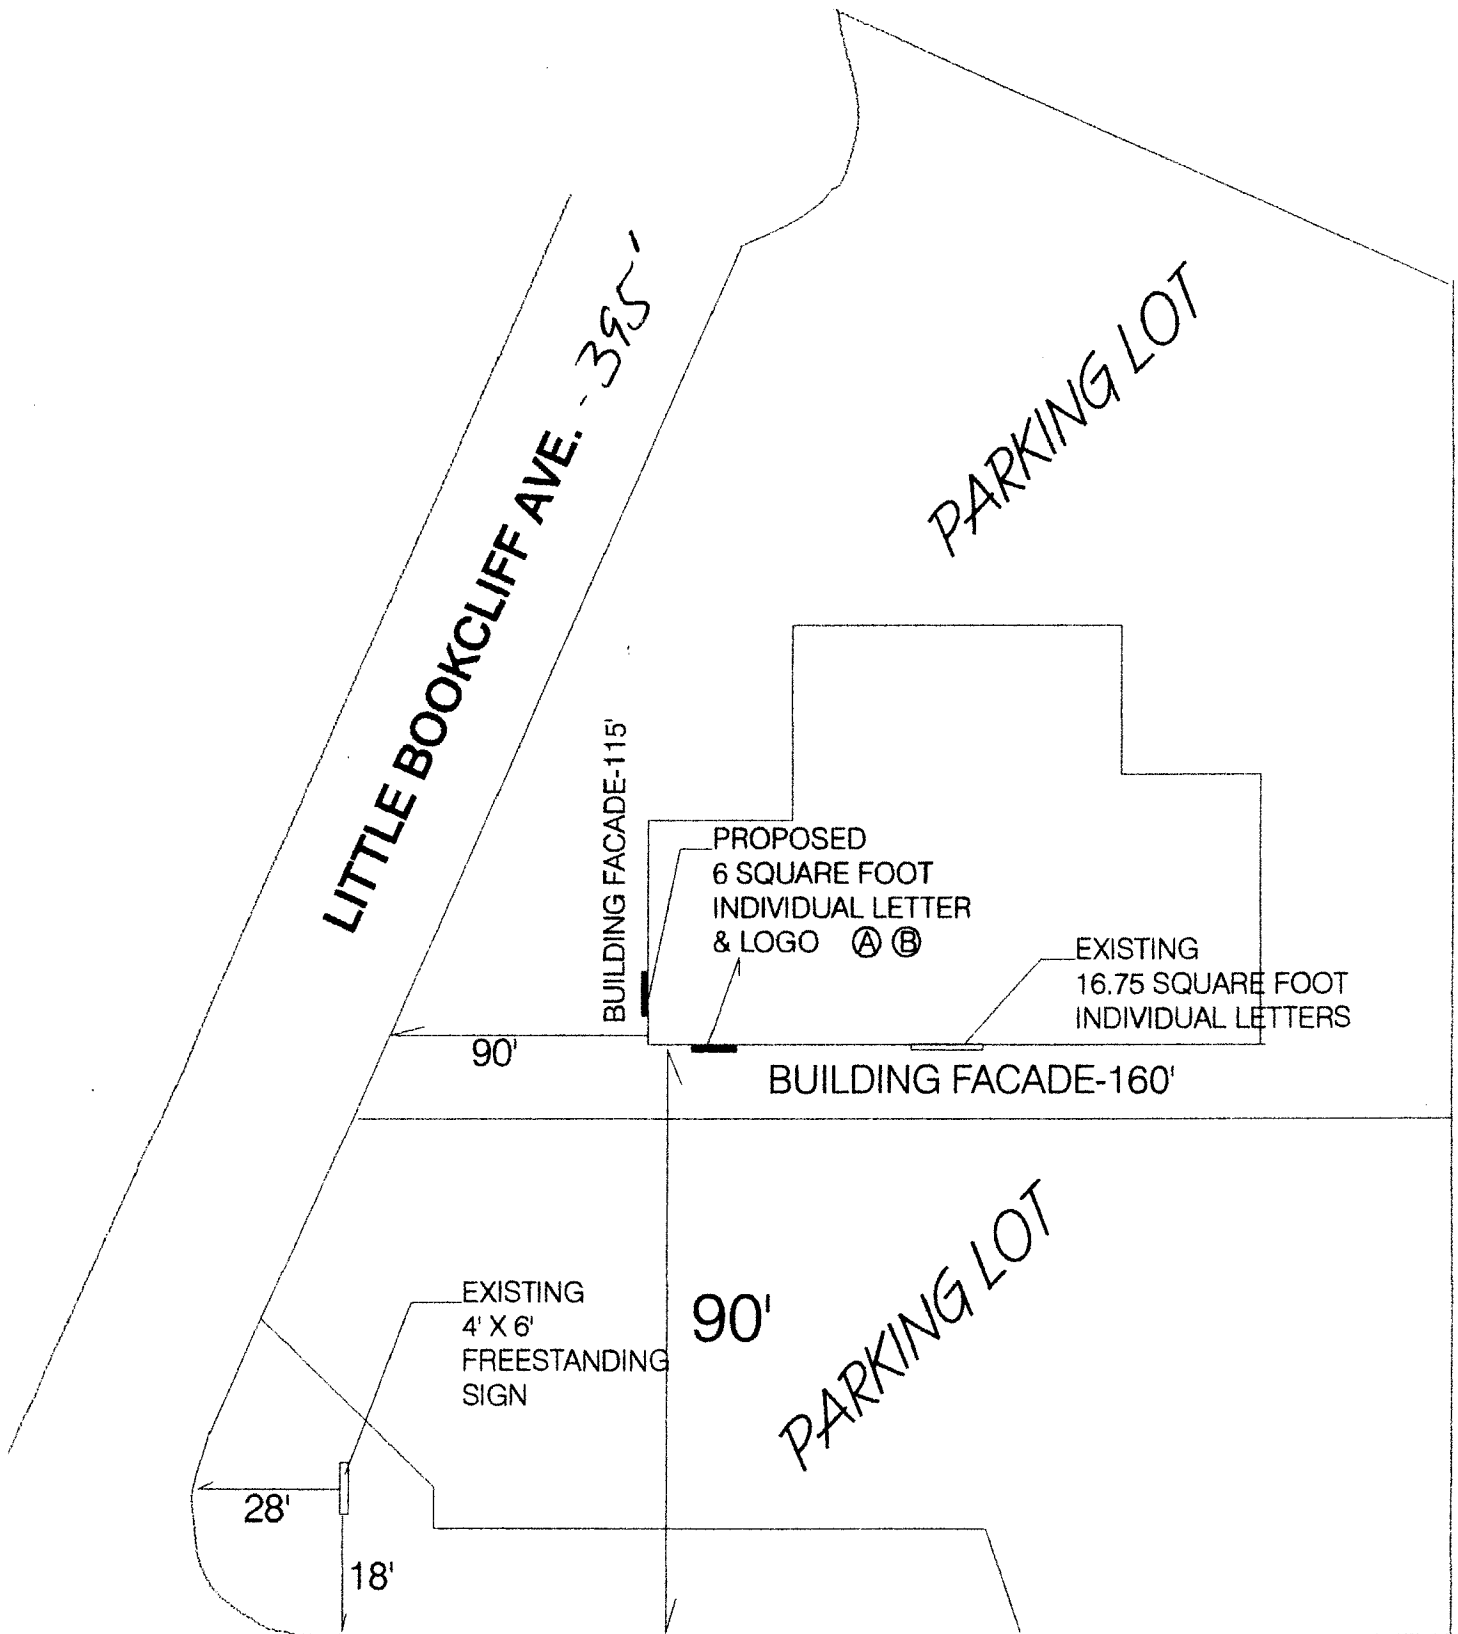 LITTLE BOOKCLIFF AVE. - 395'
PARKING LOT
BUILDING FACADE-115'
PROPOSED
6 SQUARE FOOT
INDIVIDUAL LETTER
& LOGO Ⓐ Ⓑ
EXISTING
16.75 SQUARE FOOT
INDIVIDUAL LETTERS
90'
BUILDING FACADE-160'
EXISTING
4' X 6'
FREESTANDING
SIGN
90'
PARKING LOT
28'
18'